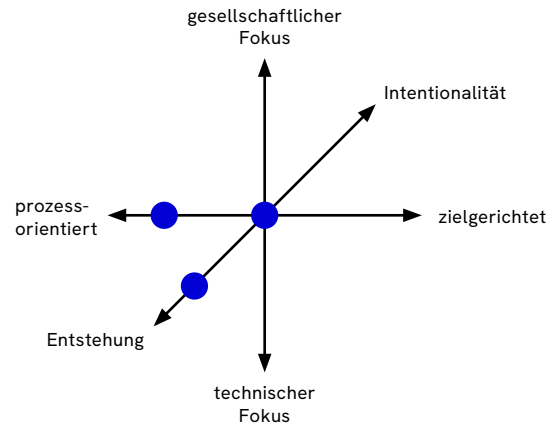 gesellschaftlicher
Fokus
Intentionalität
prozess-
orientiert
zielgerichtet
Entstehung
technischer
Fokus